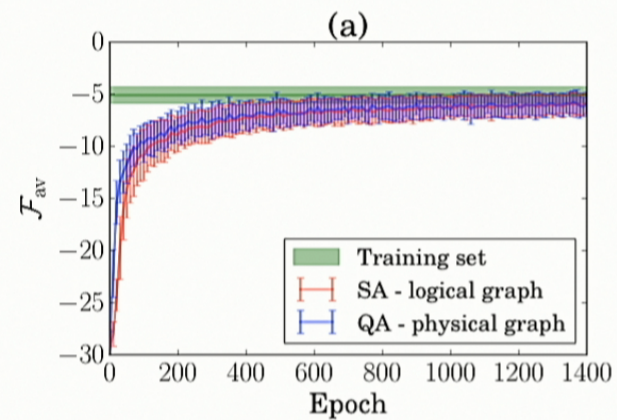 (a)
0
−5
−10
−15
−20
−25
−30
ℱav
Training set
SA - logical graph
QA - physical graph
0 200 400 600 800 1000 1200 1400
Epoch